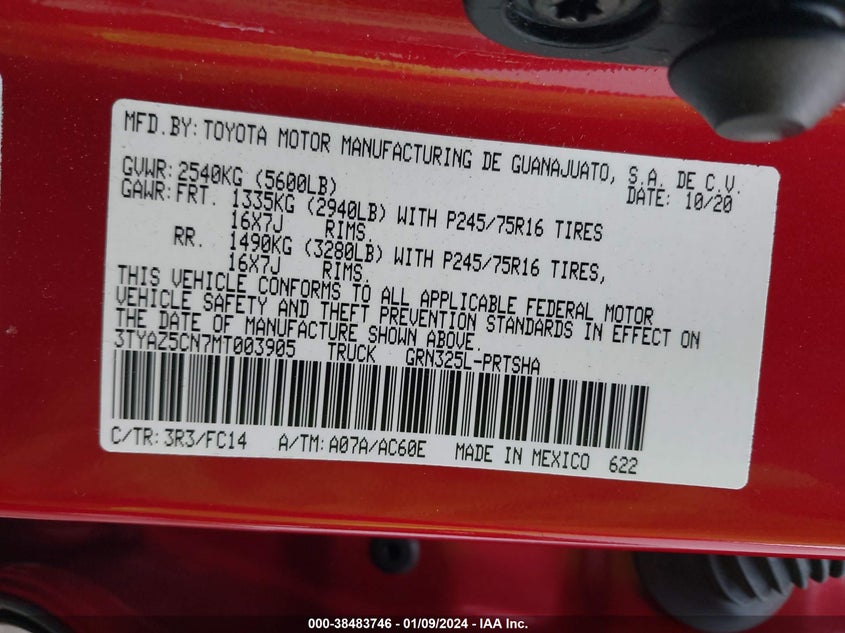 MFD.BY: TOYOTA MOTOR MANUFACTURING DE GUANAJUATO, S.A. DE C.V.
GVWR: 2540KG (5600LB) DATE: 10/20
GAWR: FRT. 1335KG (2940LB) WITH P245/75R16 TIRES
16X7J RIMS.
RR. 1490KG (3280LB) WITH P245/75R16 TIRES,
16X7J RIMS.
THIS VEHICLE CONFORMS TO ALL APPLICABLE FEDERAL MOTOR
VEHICLE SAFETY AND THEFT PREVENTION STANDARDS IN EFFECT ON
THE DATE OF MANUFACTURE SHOWN ABOVE.
3TYAZ5CN7MT003905 TRUCK GRN325L-PRTSHA
C/TR: 3R3/FC14 A/TM: A07A/AC60E MADE IN MEXICO 622
000-38483746 - 01/09/2024 - IAA Inc.